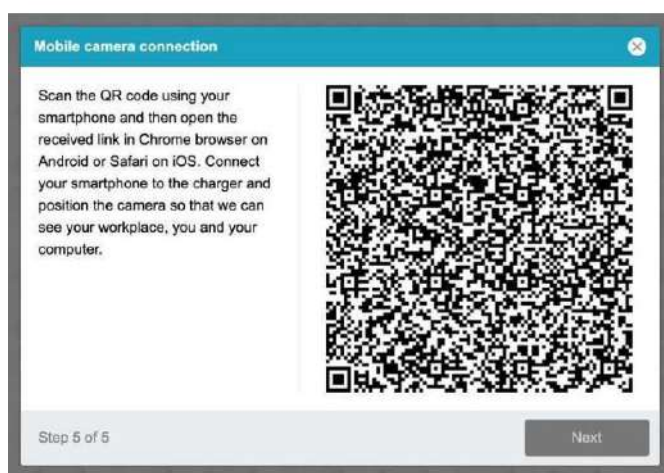 Mobile camera connection
Scan the QR code using your
smartphone and then open the
received link in Chrome browser on
Android or Safari on iOS. Connect
your smartphone to the charger and
position the camera so that we can
see your workplace, you and your
computer.
Step 5 of 5
Next